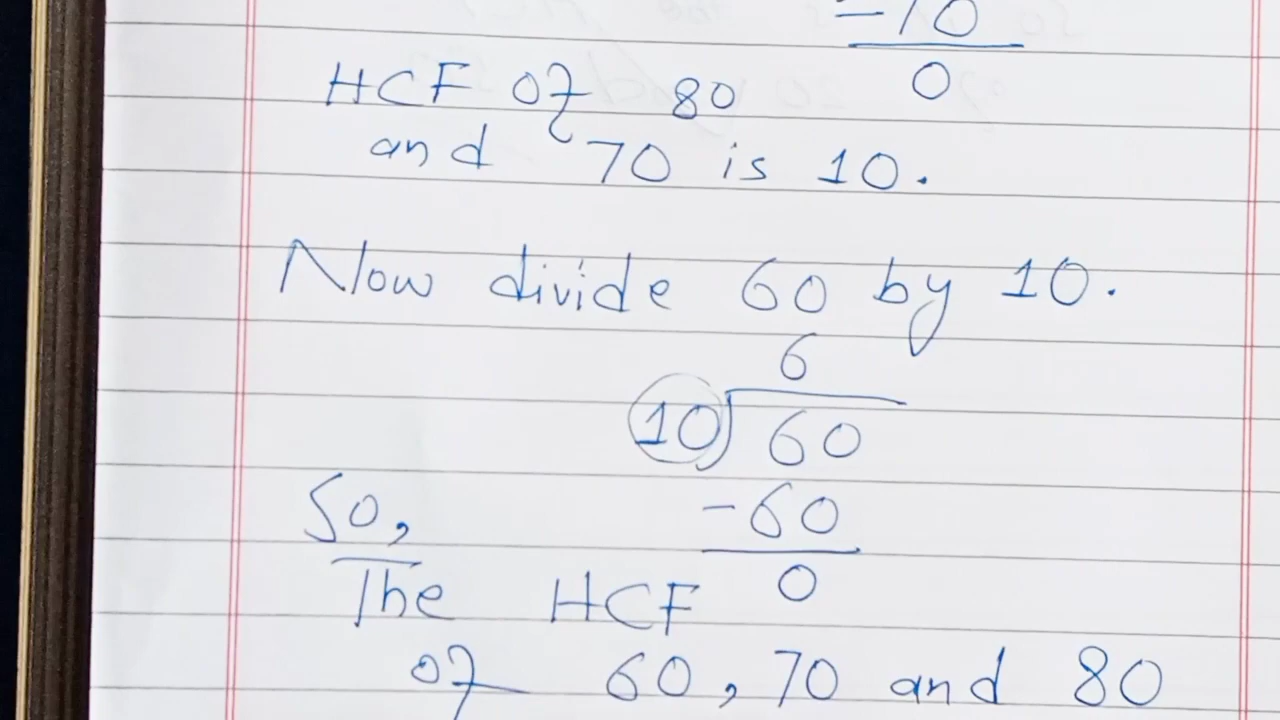 -70
0
HCF of 80
and 70 is 10.
Now divide 60 by 10.
6
10) 60
-60
0
So,
The HCF
of 60, 70 and 80